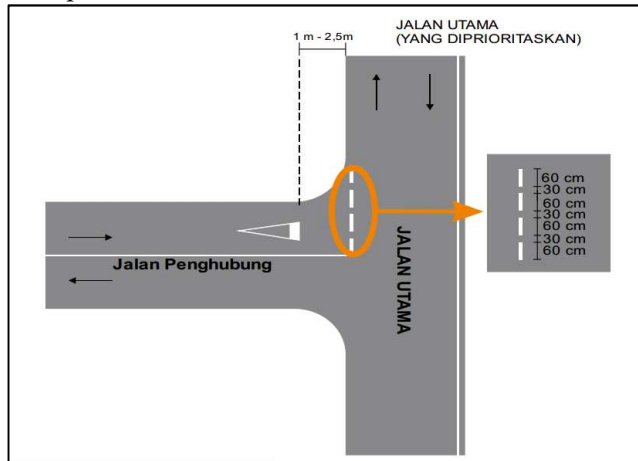 JALAN UTAMA
(YANG DIPRIORITASKAN)
1 m - 2,5m
60 cm
30 cm
60 cm
30 cm
60 cm
30 cm
60 cm
Jalan Penghubung
JALAN UTAMA